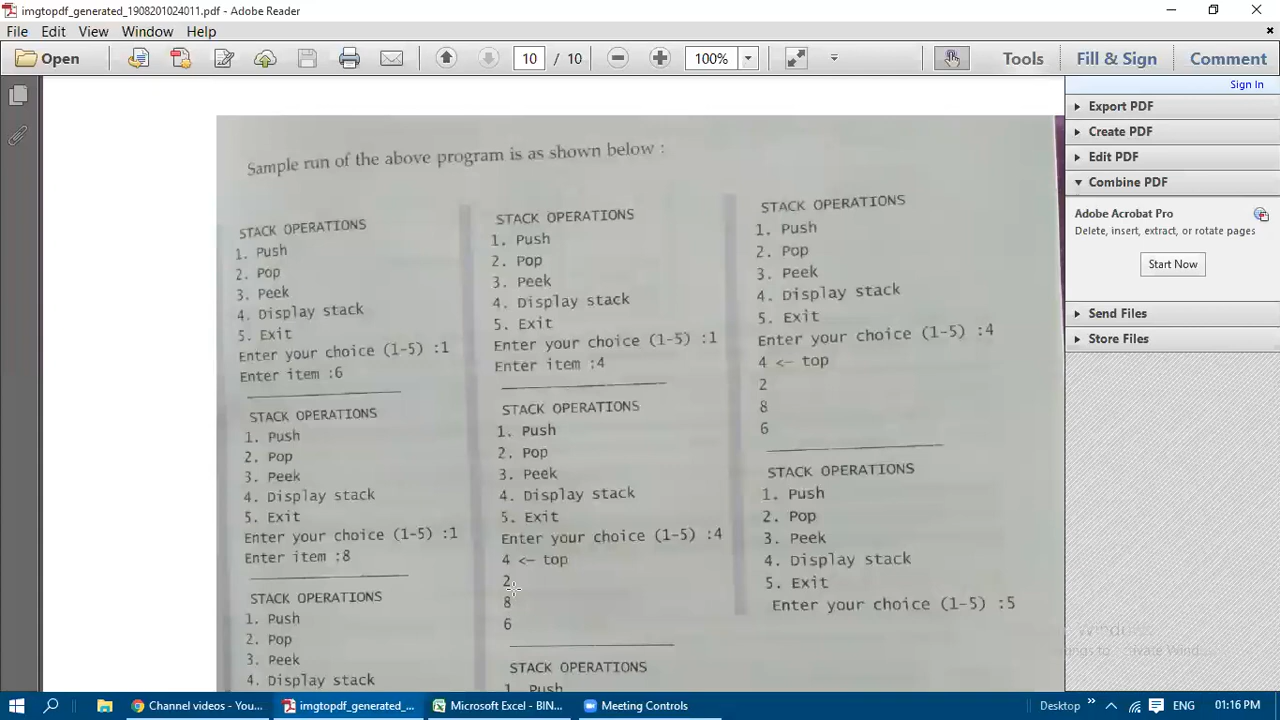 imgtopdf_generated_1908201024011.pdf - Adobe Reader
File Edit View Window Help
Open 10 / 10 100% Tools Fill & Sign Comment
Sign In
Export PDF
Create PDF
Edit PDF
Combine PDF
Adobe Acrobat Pro
Delete, insert, extract, or rotate pages
Start Now
Send Files
Store Files
Sample run of the above program is as shown below :
STACK OPERATIONS
1. Push
2. Pop
3. Peek
4. Display stack
5. Exit
Enter your choice (1-5) :1
Enter item :6
STACK OPERATIONS
1. Push
2. Pop
3. Peek
4. Display stack
5. Exit
Enter your choice (1-5) :1
Enter item :8
STACK OPERATIONS
1. Push
2. Pop
3. Peek
4. Display stack
STACK OPERATIONS
1. Push
2. Pop
3. Peek
4. Display stack
5. Exit
Enter your choice (1-5) :1
Enter item :4
STACK OPERATIONS
1. Push
2. Pop
3. Peek
4. Display stack
5. Exit
Enter your choice (1-5) :4
4 <— top
2
8
6
STACK OPERATIONS
1. Push
STACK OPERATIONS
1. Push
2. Pop
3. Peek
4. Display stack
5. Exit
Enter your choice (1-5) :4
4 <— top
2
8
6
STACK OPERATIONS
1. Push
2. Pop
3. Peek
4. Display stack
5. Exit
Enter your choice (1-5) :5
Channel videos - You... imgtopdf_generated_... Microsoft Excel - BIN... Meeting Controls Desktop ENG 01:16 PM